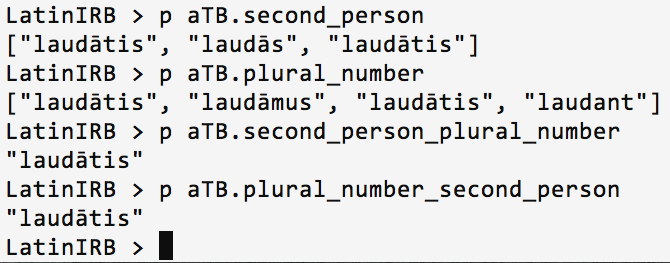 LatinIRB > p aTB.second_person
["laudātis", "laudās", "laudātis"]
LatinIRB > p aTB.plural_number
["laudātis", "laudāmus", "laudātis", "laudant"]
LatinIRB > p aTB.second_person_plural_number
"laudātis"
LatinIRB > p aTB.plural_number_second_person
"laudātis"
LatinIRB >